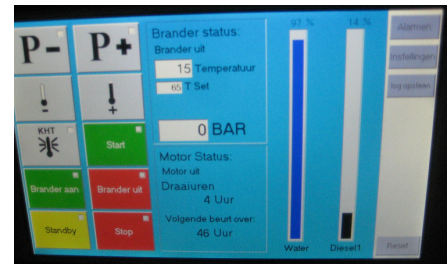 P- P+
KHT
Start
Brander aan
Brander uit
Standby
Stop
Brander status:
Brander uit
15 Temperatuur
65 T Set
0 BAR
Motor Status:
Motor uit
Draaiuren
4 Uur
Volgende beurt over:
46 Uur
97 %
14 %
Water
Diesel1
Alarmen
Instellingen
log opslaan
Reset